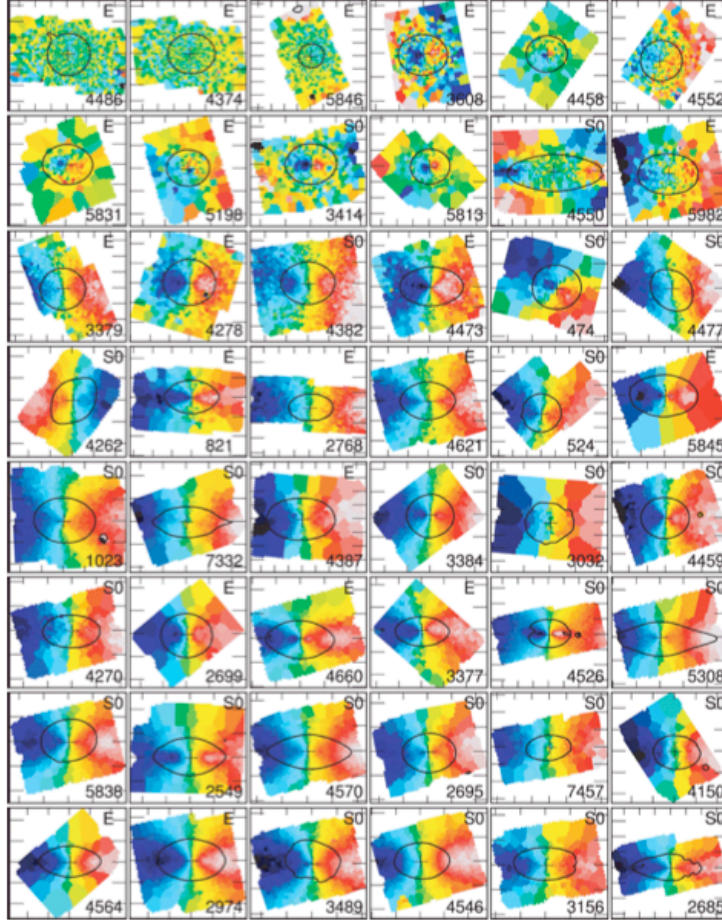 E E E E E E
4486 4374 5846 3608 4458 4552
E E S0 E S0 E
5831 5198 3414 5813 4550 5982
E E S0 E S0 S0
3379 4278 4382 4473 474 4477
S0 E E E S0 E
4262 821 2768 4621 524 5845
S0 S0 E S0 S0 S0
1023 7332 4387 3384 3032 4459
S0 E E E S0 S0
4270 2699 4660 3377 4526 5308
S0 S0 S0 S0 S0 S0
5838 2549 4570 2695 7457 4150
E E S0 S0 S0 S0
4564 2974 3489 4546 3156 2685